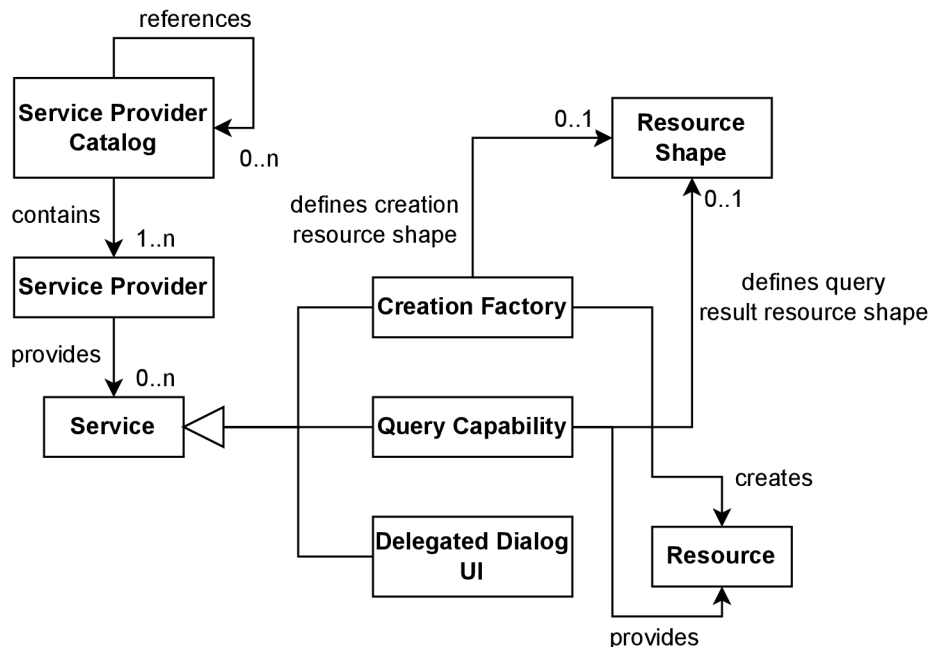 references
Service Provider
Catalog
0..n
contains
1..n
Service Provider
provides
0..n
Service
0..1
Resource
Shape
0..1
defines creation
resource shape
defines query
result resource shape
Creation Factory
Query Capability
Delegated Dialog
UI
creates
Resource
provides